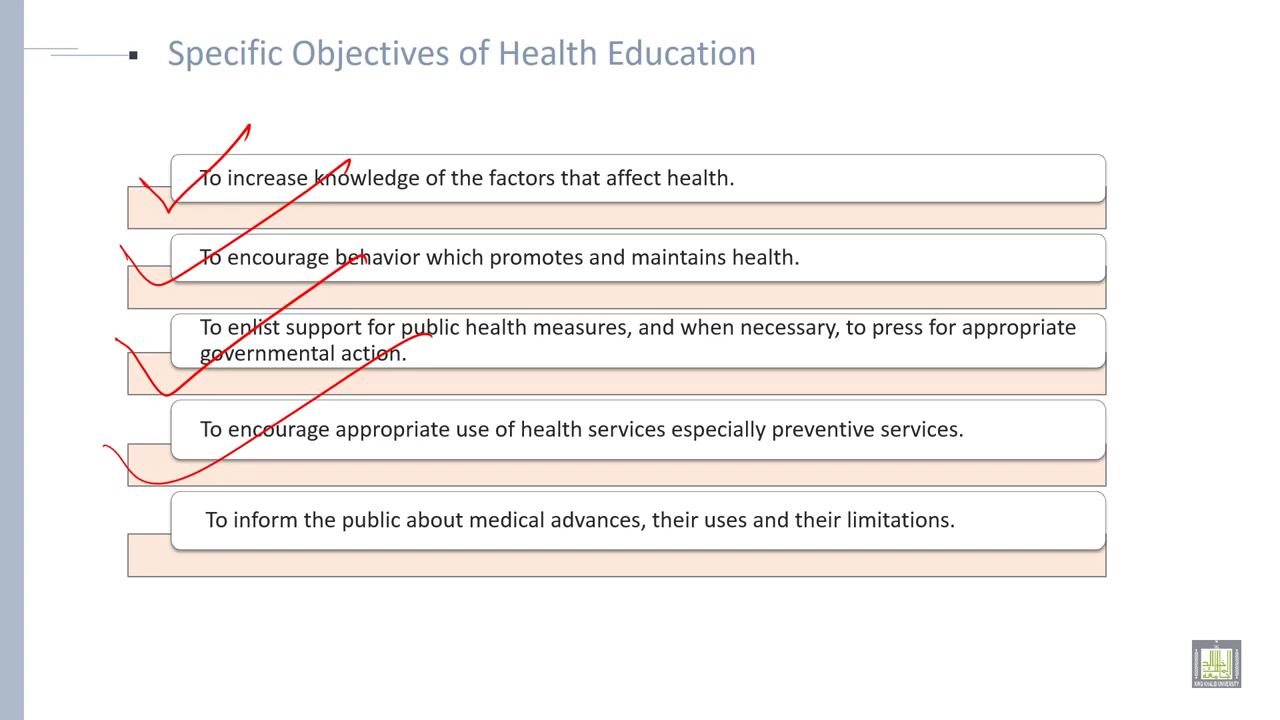 Specific Objectives of Health Education
To increase knowledge of the factors that affect health.
To encourage behavior which promotes and maintains health.
To enlist support for public health measures, and when necessary, to press for appropriate
governmental action.
To encourage appropriate use of health services especially preventive services.
To inform the public about medical advances, their uses and their limitations.
KING KHALID UNIVERSITY